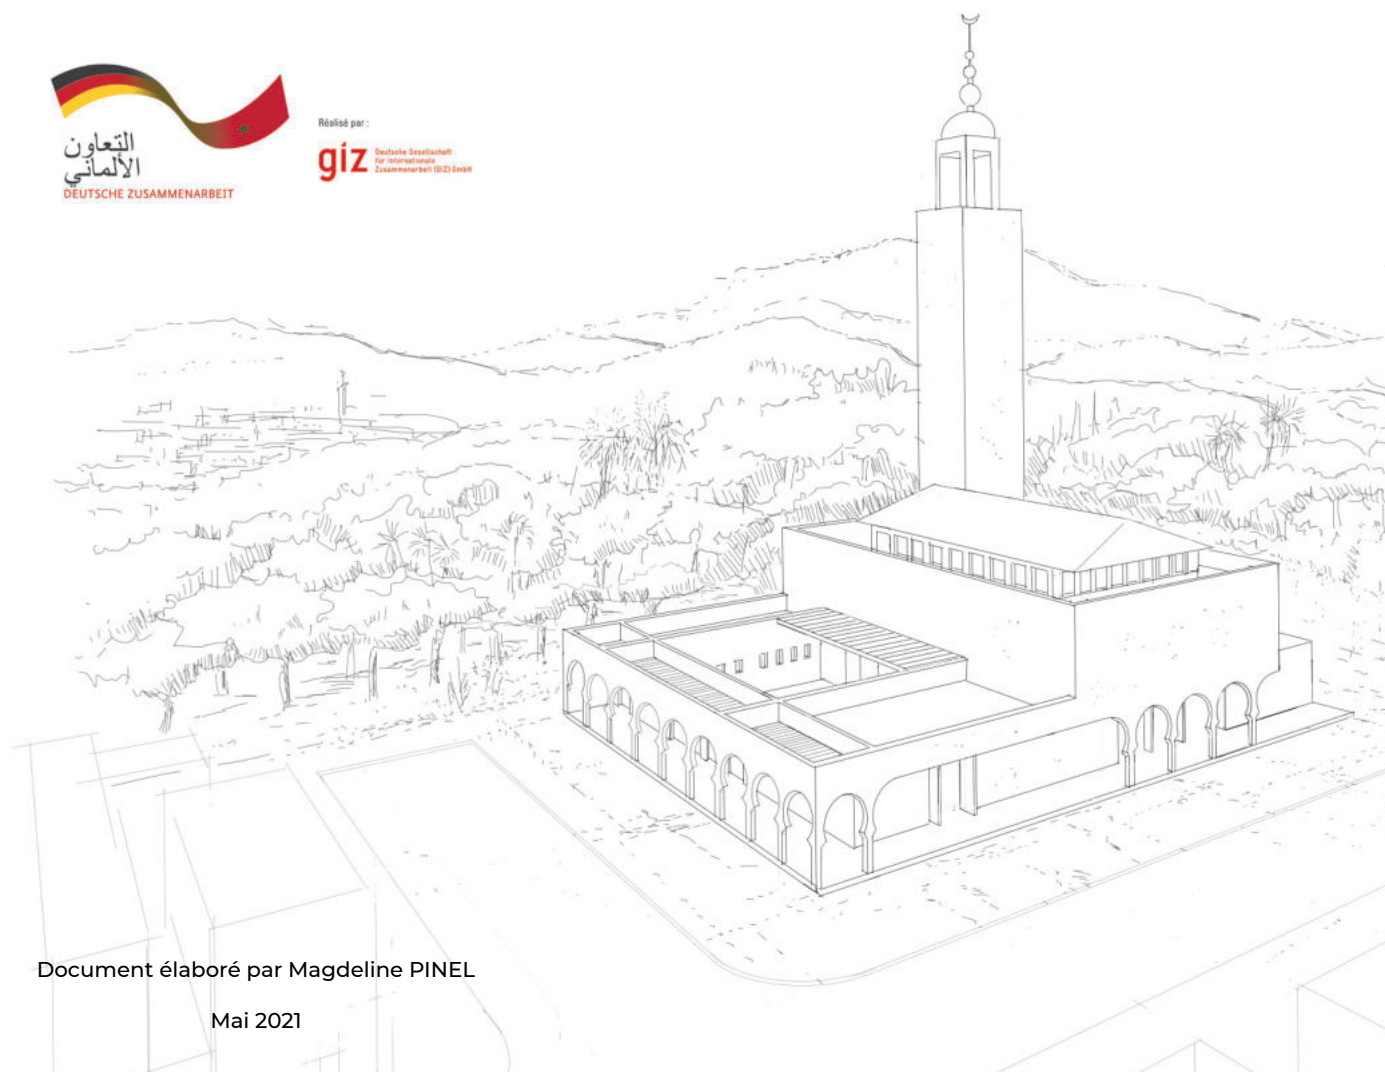 التعاون
الألماني
DEUTSCHE ZUSAMMENARBEIT
Réalisé par :
giz
Deutsche Gesellschaft
für Internationale
Zusammenarbeit (GIZ) GmbH
Document élaboré par Magdeline PINEL
Mai 2021